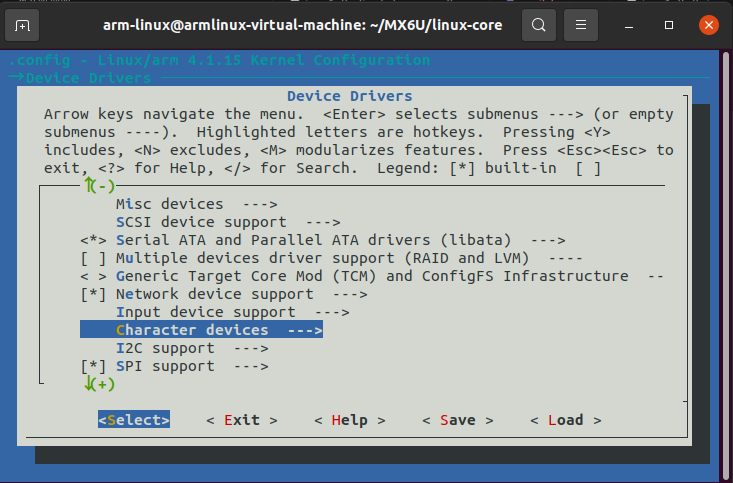 arm-linux@armlinux-virtual-machine: ~/MX6U/linux-core
.config - Linux/arm 4.1.15 Kernel Configuration
→Device Drivers
Device Drivers
Arrow keys navigate the menu.  <Enter> selects submenus ---> (or empty
submenus ----).  Highlighted letters are hotkeys.  Pressing <Y>
includes, <N> excludes, <M> modularizes features.  Press <Esc><Esc> to
exit, <?> for Help, </> for Search.  Legend: [*] built-in  [ ]
↑(-)
Misc devices  --->
SCSI device support  --->
<*> Serial ATA and Parallel ATA drivers (libata)  --->
[ ] Multiple devices driver support (RAID and LVM)  ----
< > Generic Target Core Mod (TCM) and ConfigFS Infrastructure  --
[*] Network device support  --->
Input device support  --->
Character devices  --->
I2C support  --->
[*] SPI support  --->
↓(+)
<Select>    < Exit >    < Help >    < Save >    < Load >